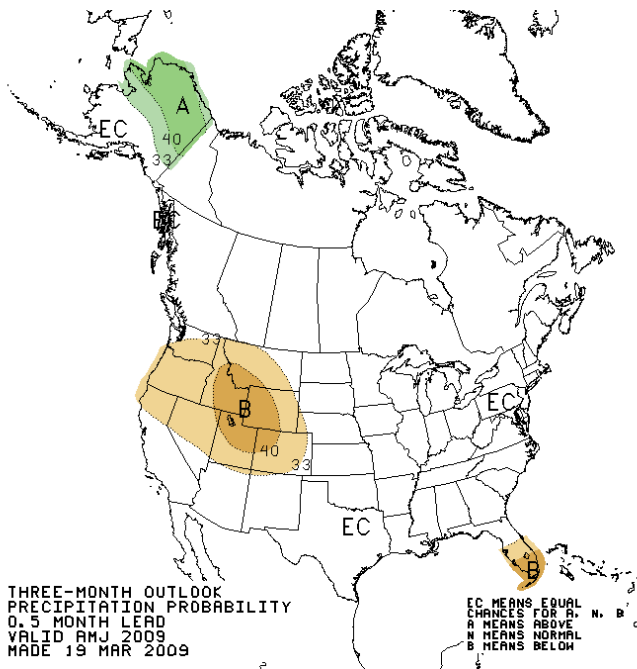 A
EC
40
33
EC
33
B
40
33
EC
EC
B
THREE-MONTH OUTLOOK
PRECIPITATION PROBABILITY
0.5 MONTH LEAD
VALID AMJ 2009
MADE 19 MAR 2009
EC MEANS EQUAL
CHANCES FOR A, N, B
A MEANS ABOVE
N MEANS NORMAL
B MEANS BELOW